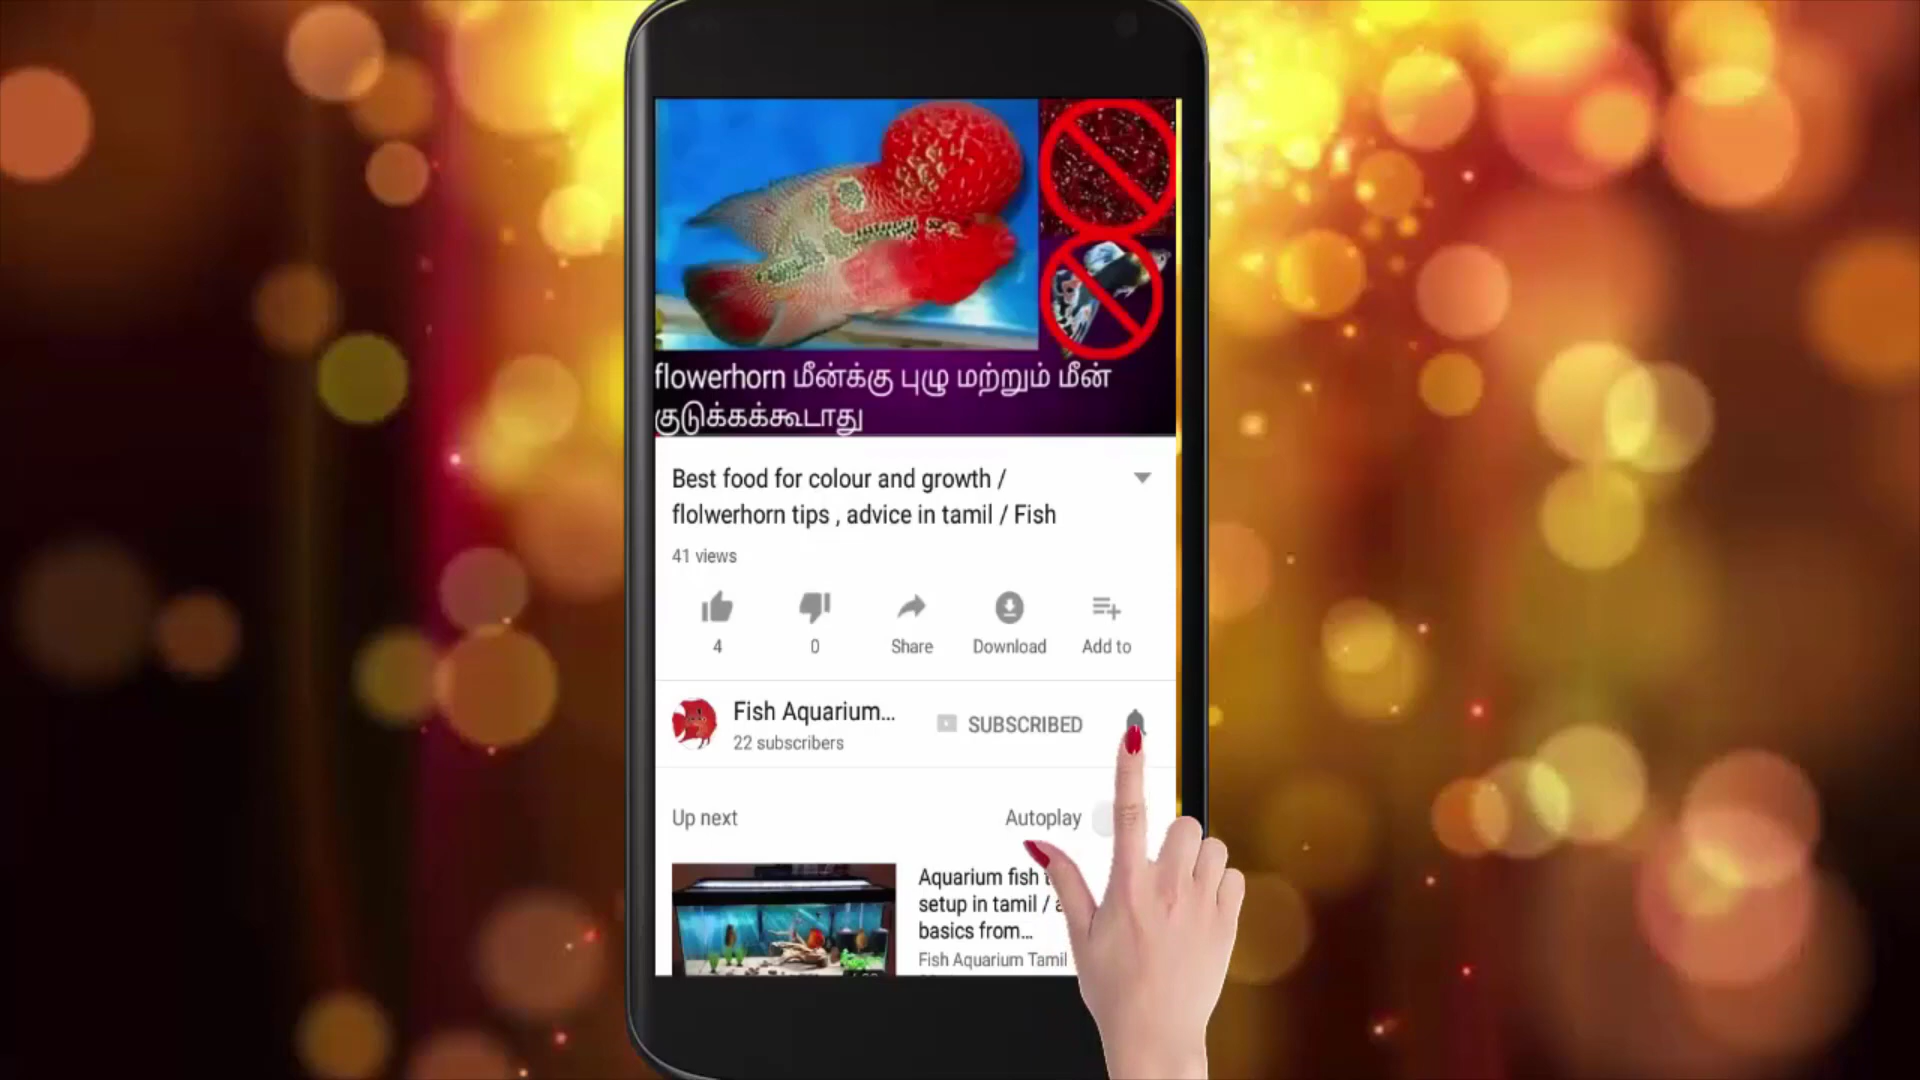 flowerhorn மீன்க்கு புழு மற்றும் மீன்
குடுக்கக்கூடாது
Best food for colour and growth /
flolwerhorn tips , advice in tamil / Fish
41 views
4
0
Share
Download
Add to
Fish Aquarium...
SUBSCRIBED
22 subscribers
Up next
Autoplay
Aquarium fish
setup in tamil /
basics from...
Fish Aquarium Tamil